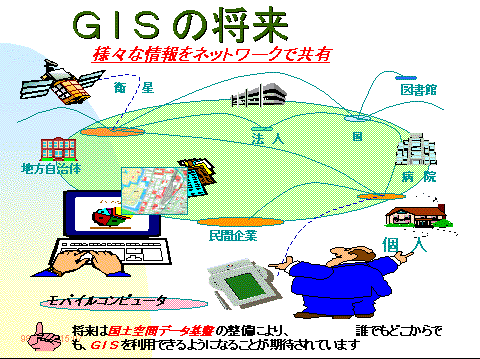 GISの将来
様々な情報をネットワークで共有
衛 星
図書館
法 人
国
地方自治体
病 院
民間企業
個 人
モバイルコンピュータ
将来は国土空間データ基盤の整備により、 誰でもどこからで
も、GISを利用できるようになることが期待されています